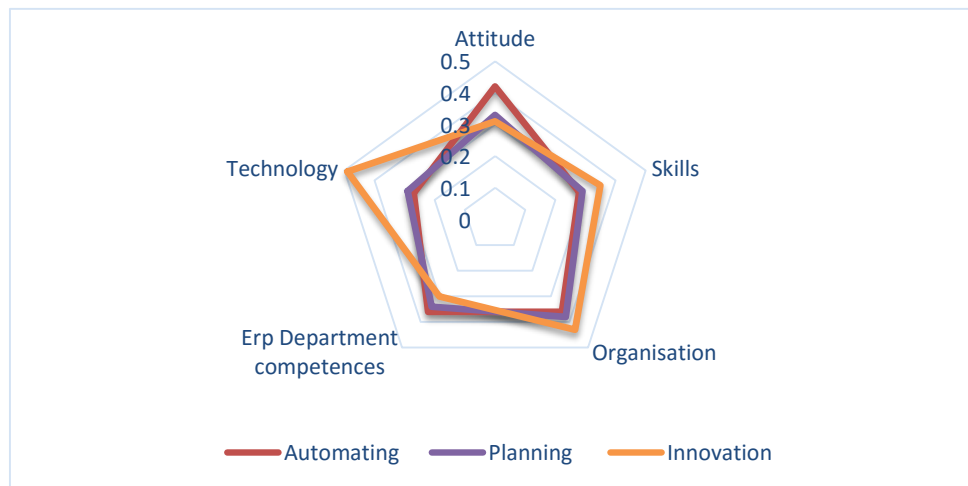 Attitude
0.5
0.4
0.3
0.2
0.1
0
Technology
Skills
Erp Department
competences
Organisation
Automating
Planning
Innovation